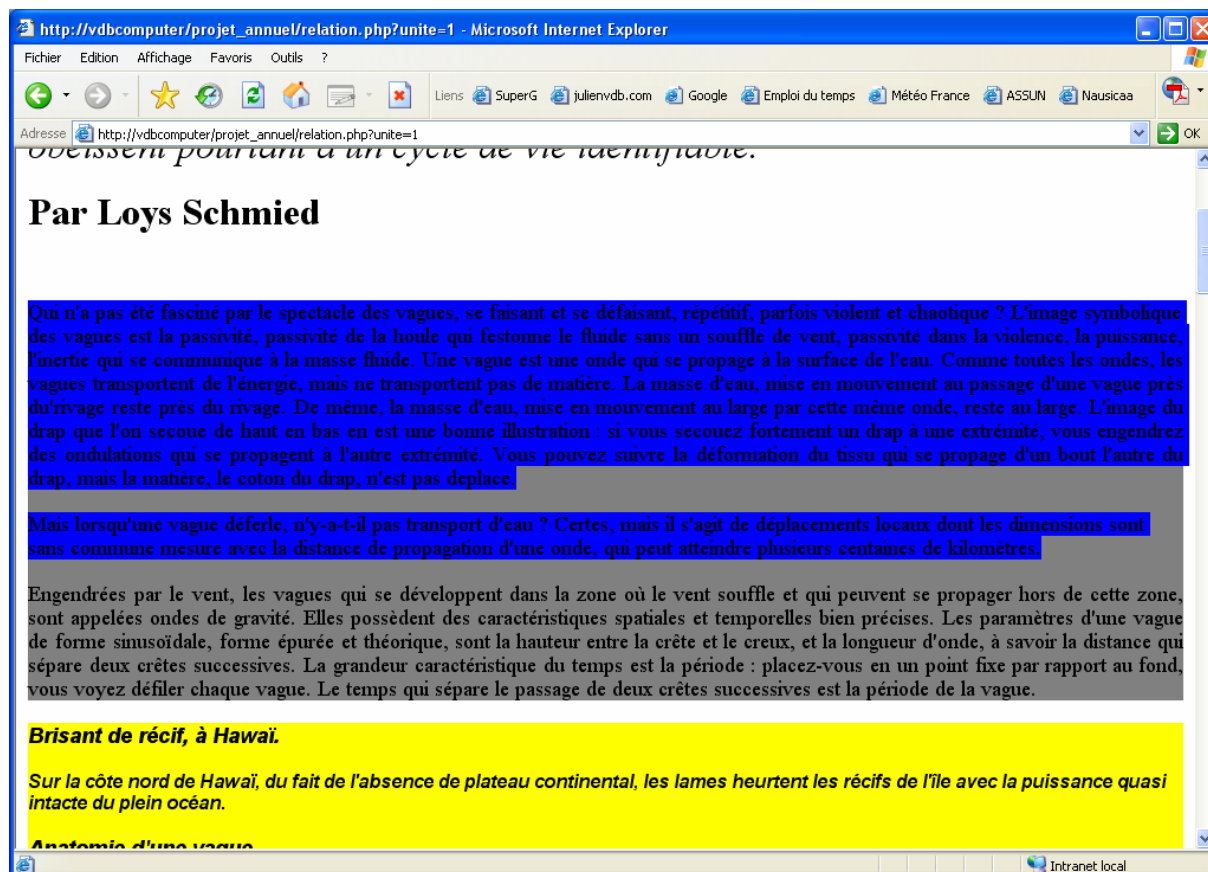 http://vdbcomputer/projet_annuel/relation.php?unite=1 - Microsoft Internet Explorer
Fichier Edition Affichage Favoris Outils ?
Liens SuperG julienvdb.com Google Emploi du temps Météo France ASSUN Nausicaa
Adresse http://vdbcomputer/projet_annuel/relation.php?unite=1 OK
obéissent pourtant à un cycle de vie identifiable.
Par Loys Schmied
Qui n'a pas été fasciné par le spectacle des vagues, se faisant et se défaisant, répétitif, parfois violent et chaotique ? L'image symbolique
des vagues est la passivité, passivité de la houle qui festonne le fluide sans un souffle de vent, passivité dans la violence, la puissance,
l'inertie qui se communique à la masse fluide. Une vague est une onde qui se propage à la surface de l'eau. Comme toutes les ondes, les
vagues transportent de l'énergie, mais ne transportent pas de matière. La masse d'eau, mise en mouvement au passage d'une vague près
du'rivage reste près du rivage. De même, la masse d'eau, mise en mouvement au large par cette même onde, reste au large. L'image du
drap que l'on secoue de haut en bas en est une bonne illustration : si vous secouez fortement un drap à une extrémité, vous engendrez
des ondulations qui se propagent à l'autre extrémité. Vous pouvez suivre la déformation du tissu qui se propage d'un bout l'autre du
drap, mais la matière, le coton du drap, n'est pas deplace.
Mais lorsqu'une vague déferle, n'y-a-t-il pas transport d'eau ? Certes, mais il s'agit de déplacements locaux dont les dimensions sont
sans commune mesure avec la distance de propagation d'une onde, qui peut atteindre plusieurs centaines de kilomètres.
Engendrées par le vent, les vagues qui se développent dans la zone où le vent souffle et qui peuvent se propager hors de cette zone,
sont appelées ondes de gravité. Elles possèdent des caractéristiques spatiales et temporelles bien précises. Les paramètres d'une vague
de forme sinusoïdale, forme épurée et théorique, sont la hauteur entre la crête et le creux, et la longueur d'onde, à savoir la distance qui
sépare deux crêtes successives. La grandeur caractéristique du temps est la période : placez-vous en un point fixe par rapport au fond,
vous voyez défiler chaque vague. Le temps qui sépare le passage de deux crêtes successives est la période de la vague.
Brisant de récif, à Hawaï.
Sur la côte nord de Hawaï, du fait de l'absence de plateau continental, les lames heurtent les récifs de l'île avec la puissance quasi
intacte du plein océan.
Anatomie d'une vague
Intranet local